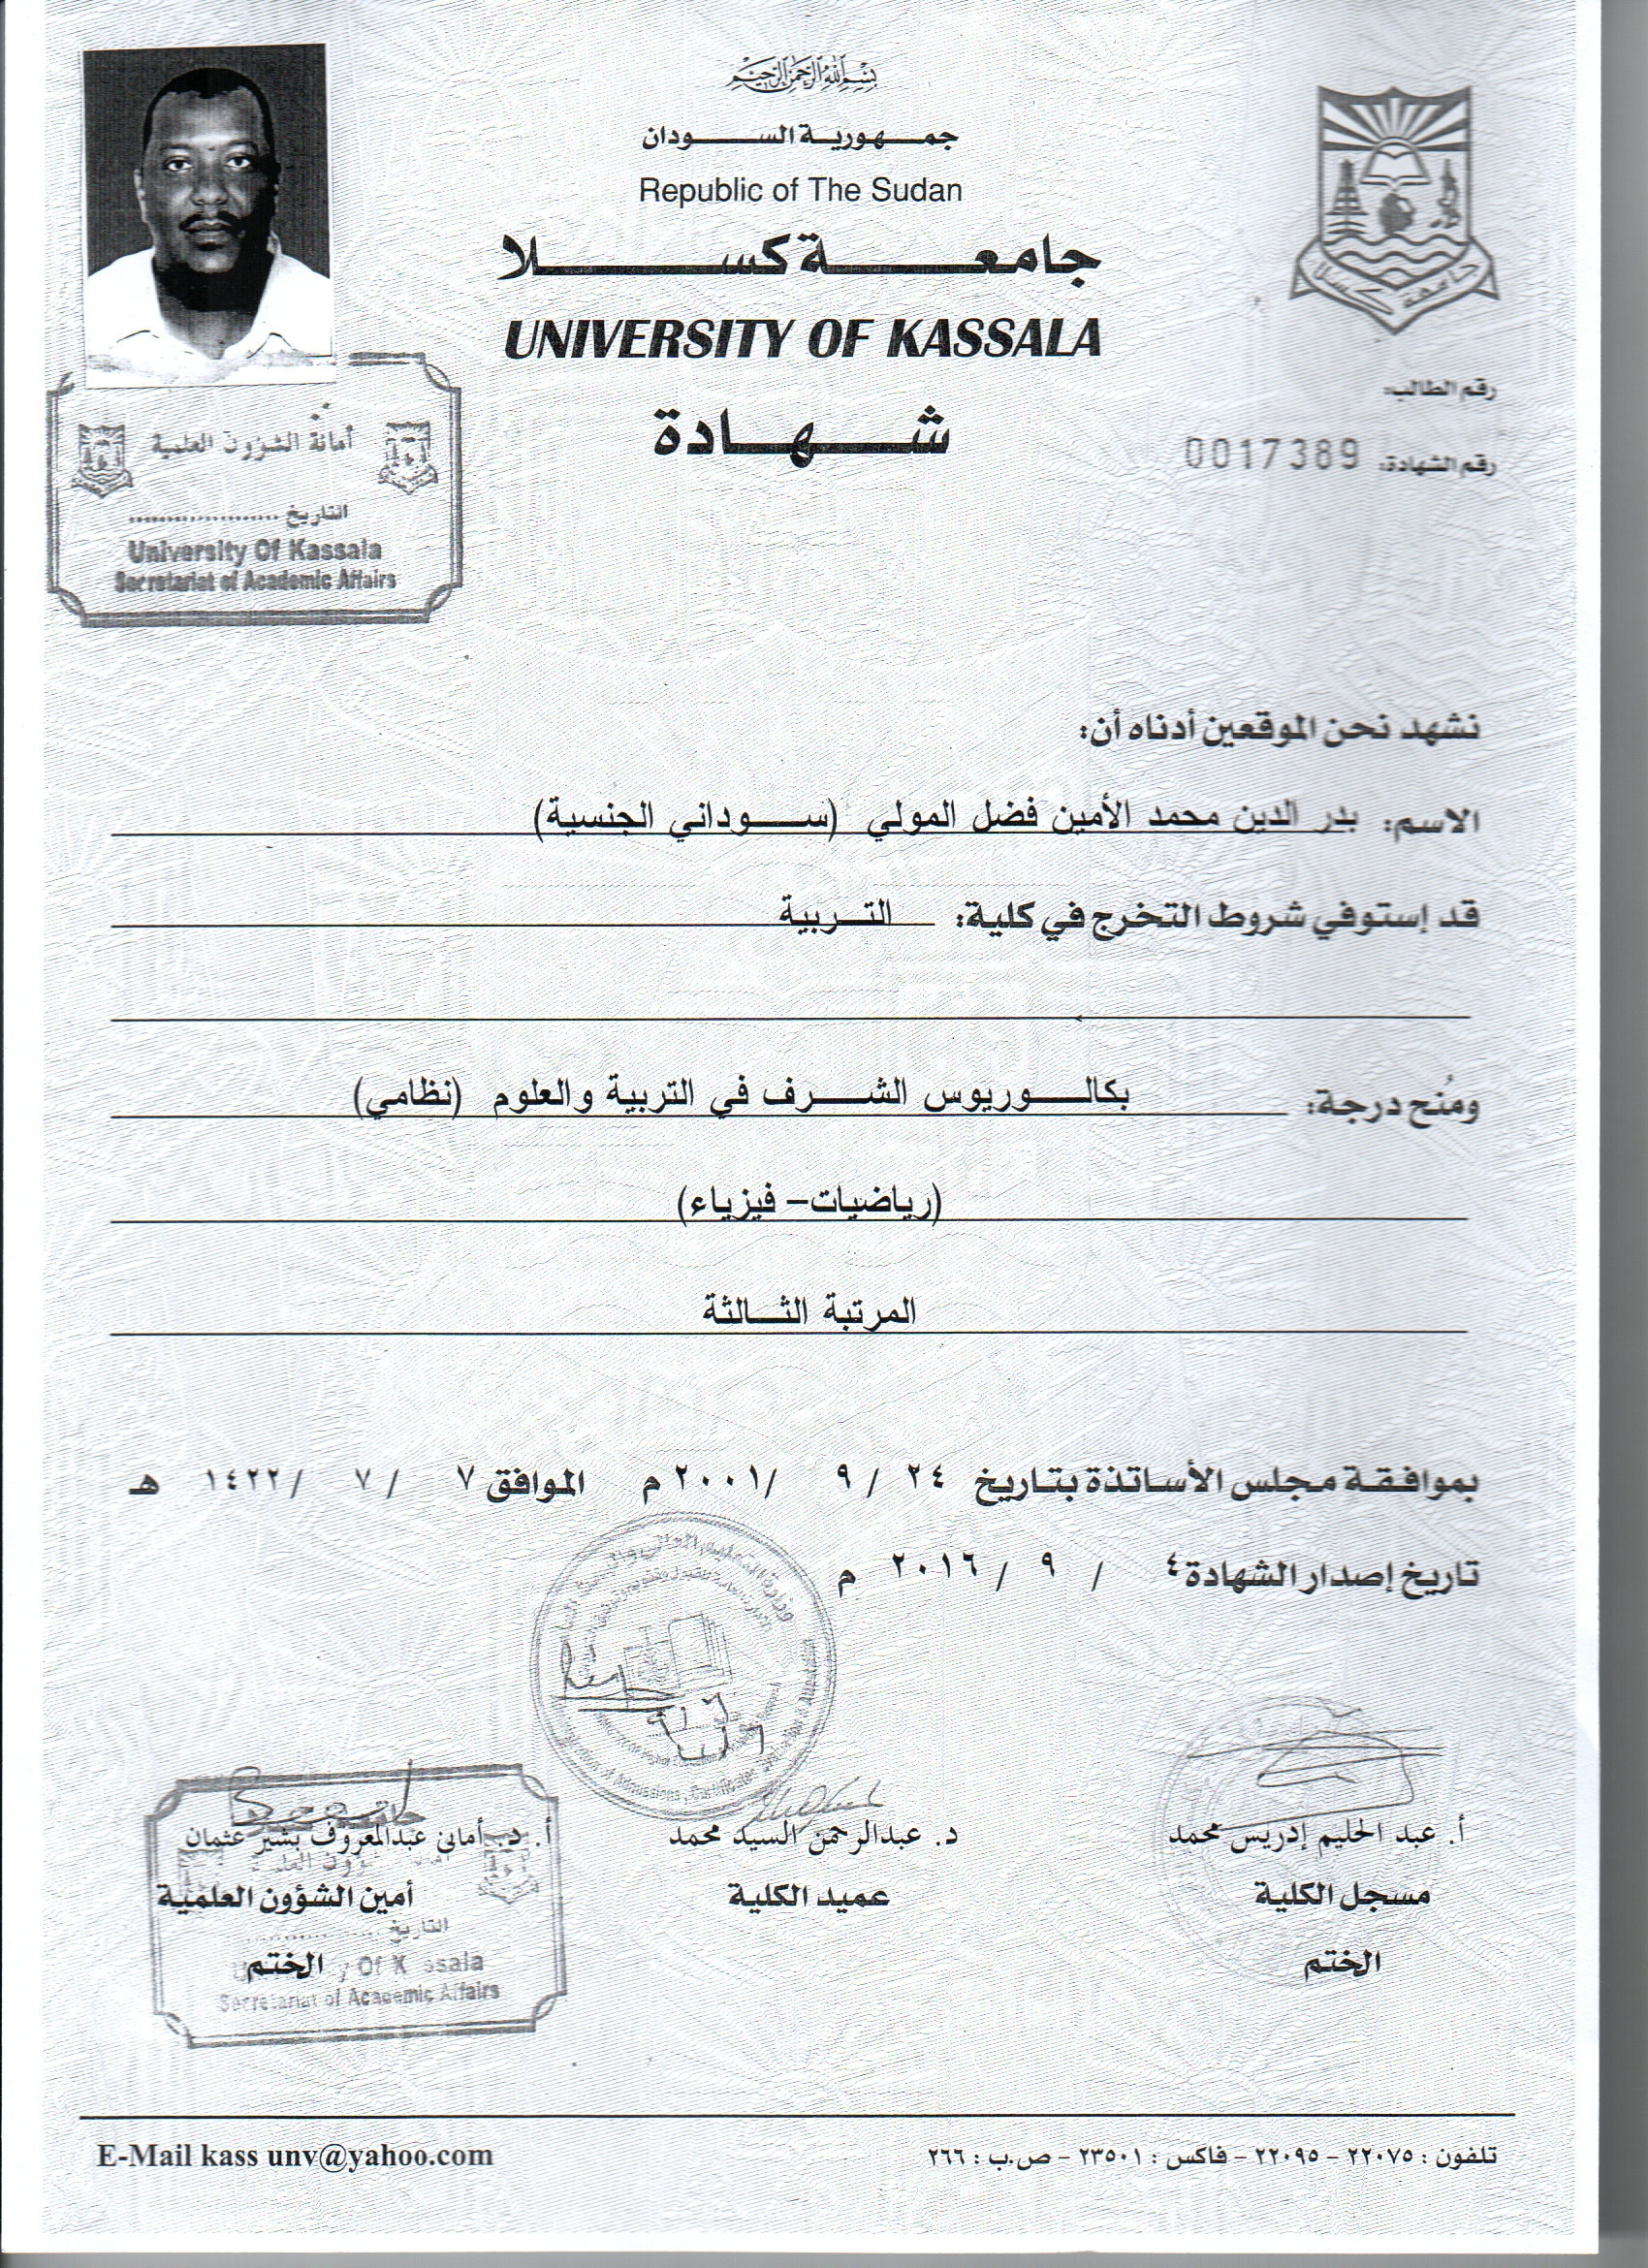 بسم الله الرحمن الرحيم
جمهورية السودان
Republic of The Sudan
جامعة كسلا
UNIVERSITY OF KASSALA
شهادة
جامعة كسلا
رقم الطالب:
رقم الشهادة: 0017389
أمانة الشؤون العلمية
التاريخ ....................
University Of Kassala
Secretariat of Academic Affairs
نشهد نحن الموقعين أدناه أن:
الاسم: بدر الدين محمد الأمين فضل المولي (سوداني الجنسية)
قد إستوفي شروط التخرج في كلية: التربية
ومُنح درجة: بكالوريوس الشرف في التربية والعلوم (نظامي)
(رياضيات– فيزياء)
المرتبة الثالثة
بموافقة مجلس الأساتذة بتاريخ ٢٤ / ٩ /٢٠٠١ م الموافق ٧ / ٧ /١٤٢٢ هـ
تاريخ إصدار الشهادة ٤ / ٩ / ٢٠١٦ م
أ. عبد الحليم إدريس محمد
مسجل الكلية
الختم
د. عبدالرحمن السيد محمد
عميد الكلية
أ. د. أماني عبدالمعروف بشير عثمان
أمين الشؤون العلمية
الختم
التاريخ
Of Kassala
Secretariat of Academic Affairs
تلفون : ٢٢٠٧٥ - ٢٢٠٩٥ - فاكس : ٢٣٥٠١ - ص.ب : ٢٦٦
E-Mail kass unv@yahoo.com